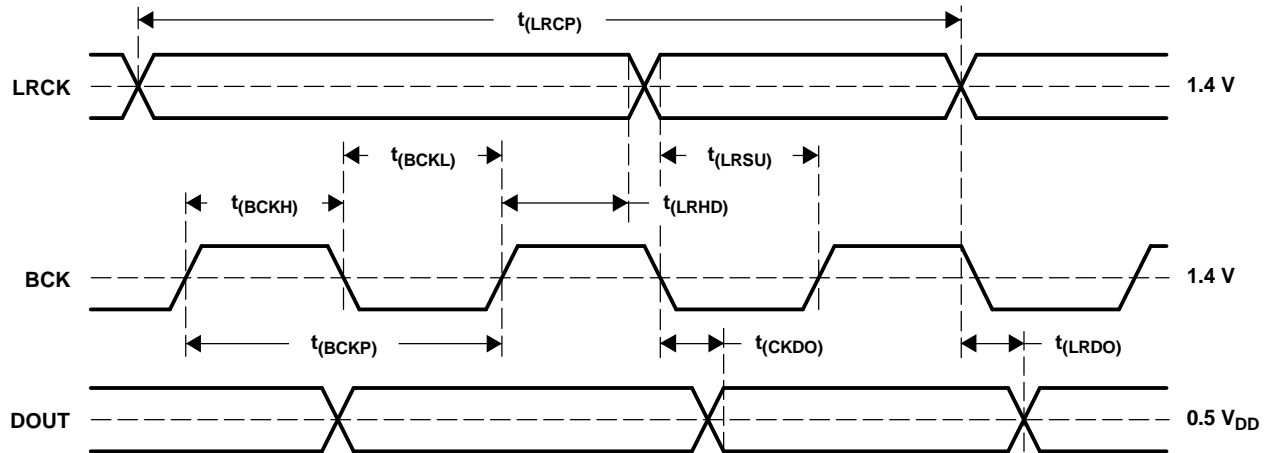 t(LRCP)
LRCK
1.4 V
t(BCKL)
t(LRSU)
t(BCKH)
t(LRHD)
BCK
1.4 V
t(BCKP)
t(CKDO)
t(LRDO)
DOUT
0.5 VDD